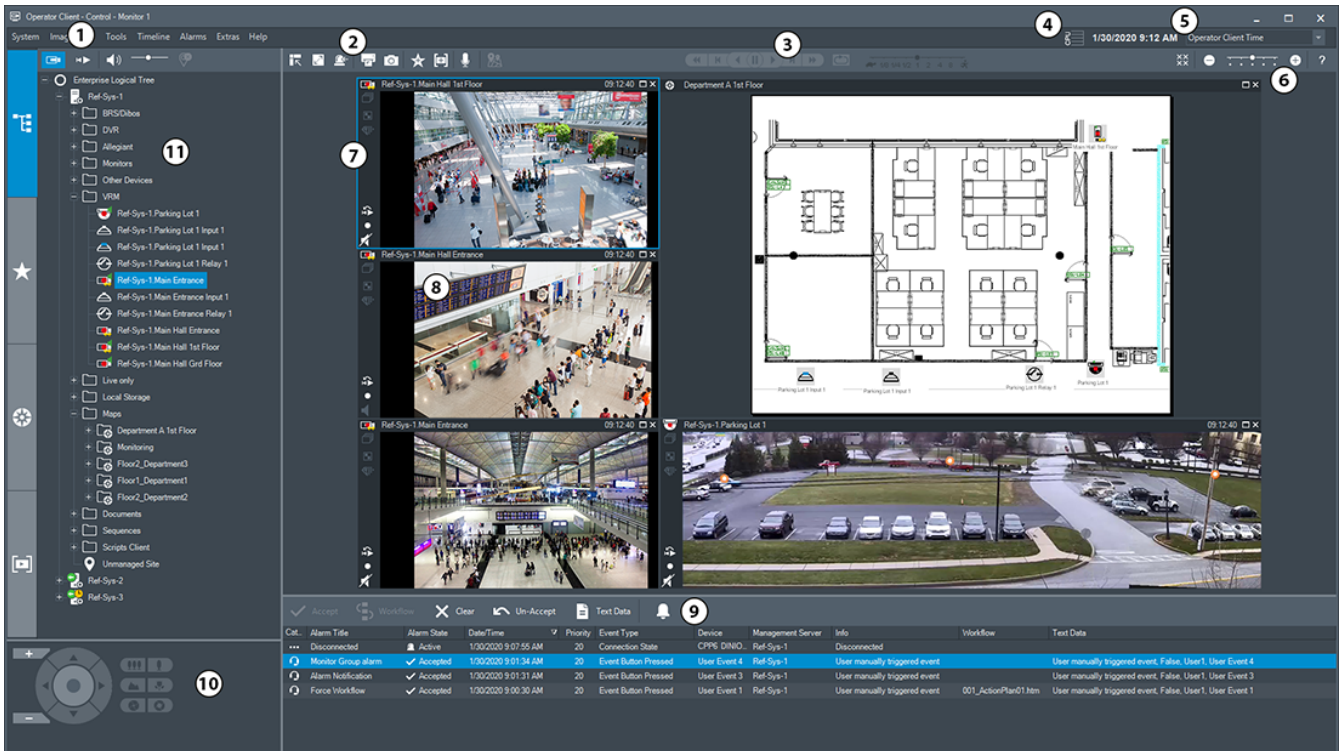 Operator Client - Control - Monitor 1
System Imag Tools Timeline Alarms Extras Help
1
2
3
4
1/30/2020 9:12 AM
5
Operator Client Time
6
?
Enterprise Logical Tree
Ref-Sys-1
BRS/Dibos
DVR
Allegiant
Monitors
Other Devices
VRM
Ref-Sys-1.Parking Lot 1
Ref-Sys-1.Parking Lot 1 Input 1
Ref-Sys-1.Parking Lot 1 Input 1
Ref-Sys-1.Parking Lot 1 Relay 1
Ref-Sys-1.Main Entrance
Ref-Sys-1.Main Entrance Input 1
Ref-Sys-1.Main Entrance Relay 1
Ref-Sys-1.Main Hall Entrance
Ref-Sys-1.Main Hall 1st Floor
Ref-Sys-1.Main Hall Grd Floor
Live only
Local Storage
Maps
Department A 1st Floor
Monitoring
Floor2_Department3
Floor1_Department1
Floor2_Department2
Documents
Sequences
Scripts Client
Unmanaged Site
Ref-Sys-2
Ref-Sys-3
11
10
Ref-Sys-1.Main Hall 1st Floor 09:12:40
7
Ref-Sys-1.Main Hall Entrance 09:12:40
8
Ref-Sys-1.Main Entrance 09:12:40
Department A 1st Floor
Main Hall 1st Floor
Parking Lot 1 Input 1
Parking Lot 1 Input 1
Parking Lot 1 Relay 1
Parking Lot 1
Ref-Sys-1.Parking Lot 1 09:12:40
Accept Workflow Clear Un-Accept Text Data
9
Cat... Alarm Title Alarm State Date/Time Priority Event Type Device Management Server Info Workflow Text Data
Disconnected Active 1/30/2020 9:07:55 AM 20 Connection State CPP6 DINIO... Ref-Sys-1 Disconnected
Monitor Group alarm Accepted 1/30/2020 9:01:34 AM 20 Event Button Pressed User Event 4 Ref-Sys-1 User manually triggered event User manually triggered event, False, User1, User Event 4
Alarm Notification Accepted 1/30/2020 9:01:31 AM 20 Event Button Pressed User Event 3 Ref-Sys-1 User manually triggered event User manually triggered event, False, User1, User Event 3
Force Workflow Accepted 1/30/2020 9:00:30 AM 20 Event Button Pressed User Event 1 Ref-Sys-1 User manually triggered event 001_ActionPlan01.htm User manually triggered event, False, User1, User Event 1